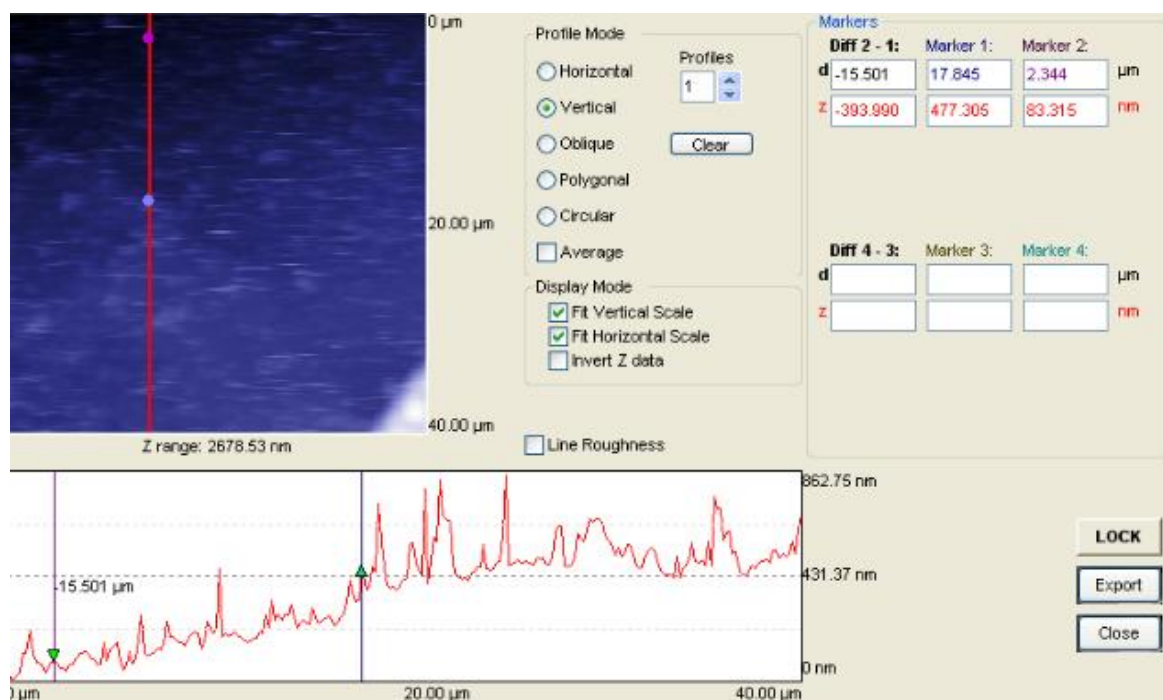 0 µm
20.00 µm
40.00 µm
Z range: 2678.53 nm
Profile Mode
Horizontal
Vertical
Oblique
Polygonal
Circular
Average
Profiles
1
Clear
Display Mode
Fit Vertical Scale
Fit Horizontal Scale
Invert Z data
Line Roughness
Markers
Diff 2 - 1: Marker 1: Marker 2:
d -15.501 17.845 2.344 µm
z -393.990 477.305 83.315 nm
Diff 4 - 3: Marker 3: Marker 4:
d µm
z nm
862.75 nm
431.37 nm
0 nm
-15.501 µm
0 µm 20.00 µm 40.00 µm
LOCK
Export
Close